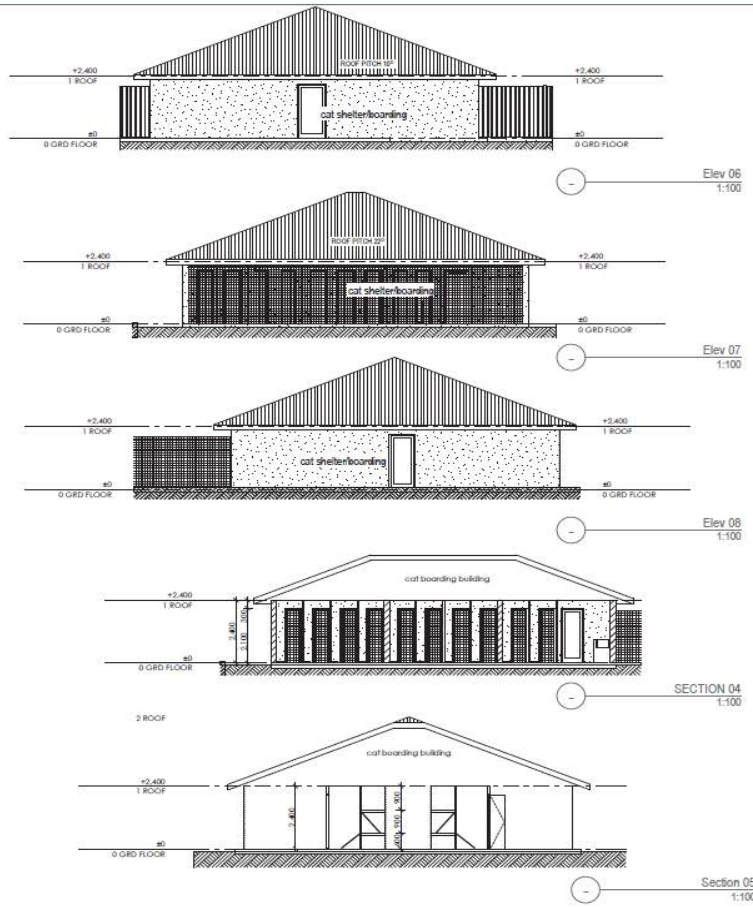 ROOF PITCH 18°
+2,400
1 ROOF
+2,400
1 ROOF
cat shelter/boarding
±0
0 GRD FLOOR
±0
0 GRD FLOOR
-
Elev 06
1:100
ROOF PITCH 22°
+2,400
1 ROOF
+2,400
1 ROOF
cat shelter/boarding
±0
0 GRD FLOOR
±0
0 GRD FLOOR
-
Elev 07
1:100
+2,400
1 ROOF
+2,400
1 ROOF
cat shelter/boarding
±0
0 GRD FLOOR
±0
0 GRD FLOOR
-
Elev 08
1:100
cat boarding building
+2,400
1 ROOF
2,400
300
2,100
±0
0 GRD FLOOR
-
SECTION 04
1:100
2 ROOF
cat boarding building
+2,400
1 ROOF
2,400
900
900
600
±0
0 GRD FLOOR
-
Section 05
1:100